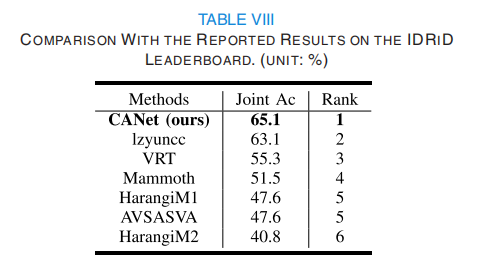 TABLE VIII
COMPARISON WITH THE REPORTED RESULTS ON THE IDRID
LEADERBOARD. (UNIT: %)
Methods Joint Ac Rank
CANet (ours) 65.1 1
lzyuncc 63.1 2
VRT 55.3 3
Mammoth 51.5 4
HarangiM1 47.6 5
AVSASVA 47.6 5
HarangiM2 40.8 6